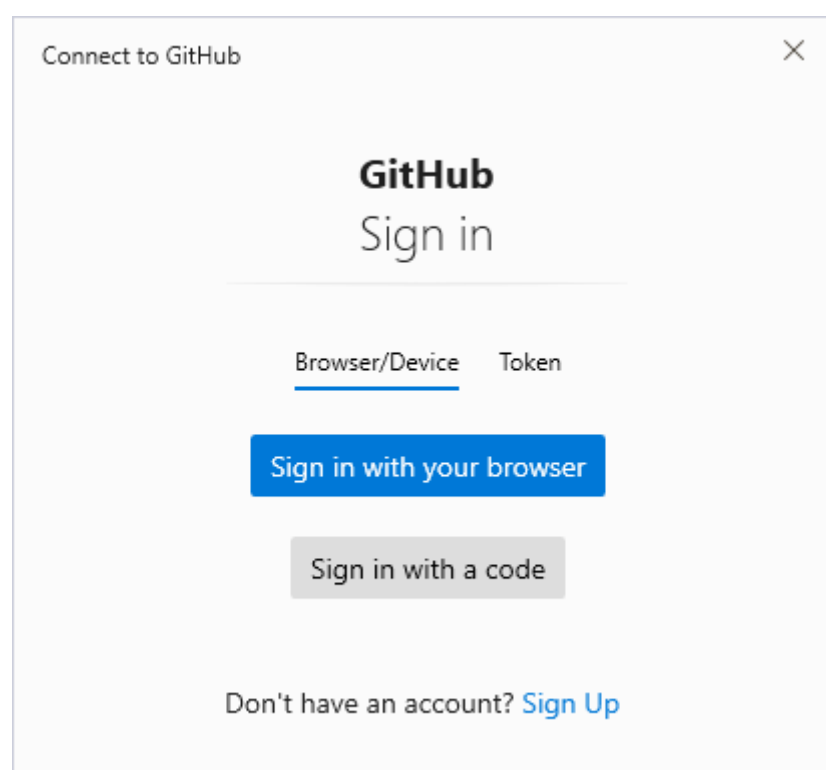 Connect to GitHub
GitHub
Sign in
Browser/Device Token
Sign in with your browser
Sign in with a code
Don't have an account? Sign Up